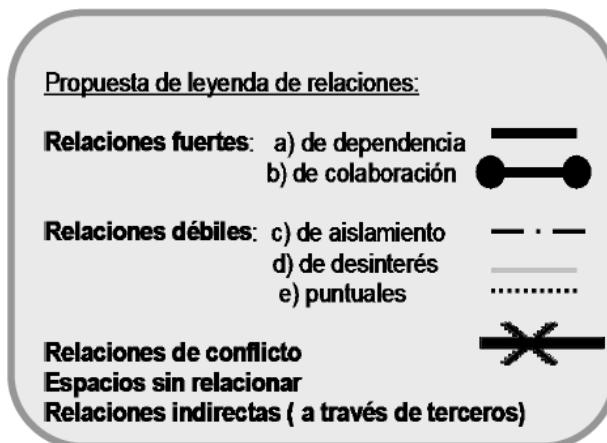 Propuesta de leyenda de relaciones:
Relaciones fuertes: a) de dependencia
b) de colaboración
Relaciones débiles: c) de aislamiento
d) de desinterés
e) puntuales
Relaciones de conflicto
Espacios sin relacionar
Relaciones indirectas ( a través de terceros)